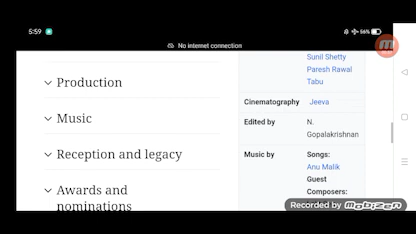 5:59
56%
No internet connection
Production
Music
Reception and legacy
Awards and
nominations
Sunil Shetty
Paresh Rawal
Tabu
Cinematography Jeeva
Edited by N.
Gopalakrishnan
Music by Songs:
Anu Malik
Guest
Composers:
Recorded by
MOBIZEN